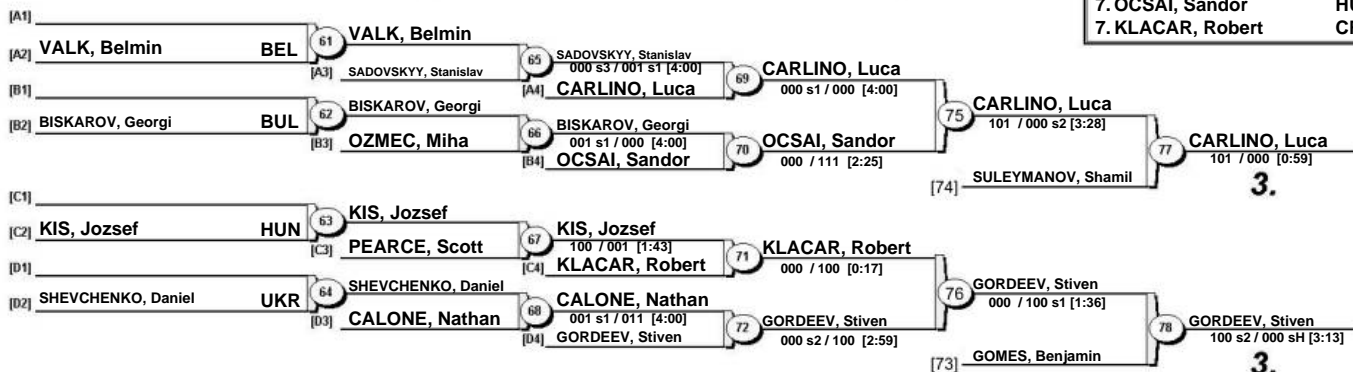 7. OCSAI, Sandor
7. KLACAR, Robert
[A1]
[A2] VALK, Belmin BEL
61
VALK, Belmin
[A3] SADOVSKYY, Stanislav
65
SADOVSKYY, Stanislav
000 s3 / 001 s1 [4:00]
[A4] CARLINO, Luca
69
CARLINO, Luca
000 s1 / 000 [4:00]
[B1]
[B2] BISKAROV, Georgi BUL
62
BISKAROV, Georgi
[B3] OZMEC, Miha
66
BISKAROV, Georgi
001 s1 / 000 [4:00]
[B4] OCSAI, Sandor
70
OCSAI, Sandor
000 / 111 [2:25]
75
CARLINO, Luca
101 / 000 s2 [3:28]
[74] SULEYMANOV, Shamil
77
CARLINO, Luca
101 / 000 [0:59]
3.
[C1]
[C2] KIS, Jozsef HUN
63
KIS, Jozsef
[C3] PEARCE, Scott
67
KIS, Jozsef
100 / 001 [1:43]
[C4] KLACAR, Robert
71
KLACAR, Robert
000 / 100 [0:17]
[D1]
[D2] SHEVCHENKO, Daniel UKR
64
SHEVCHENKO, Daniel
[D3] CALONE, Nathan
68
CALONE, Nathan
001 s1 / 011 [4:00]
[D4] GORDEEV, Stiven
72
GORDEEV, Stiven
000 s2 / 100 [2:59]
76
GORDEEV, Stiven
000 / 100 s1 [1:36]
[73] GOMES, Benjamin
78
GORDEEV, Stiven
100 s2 / 000 sH [3:13]
3.